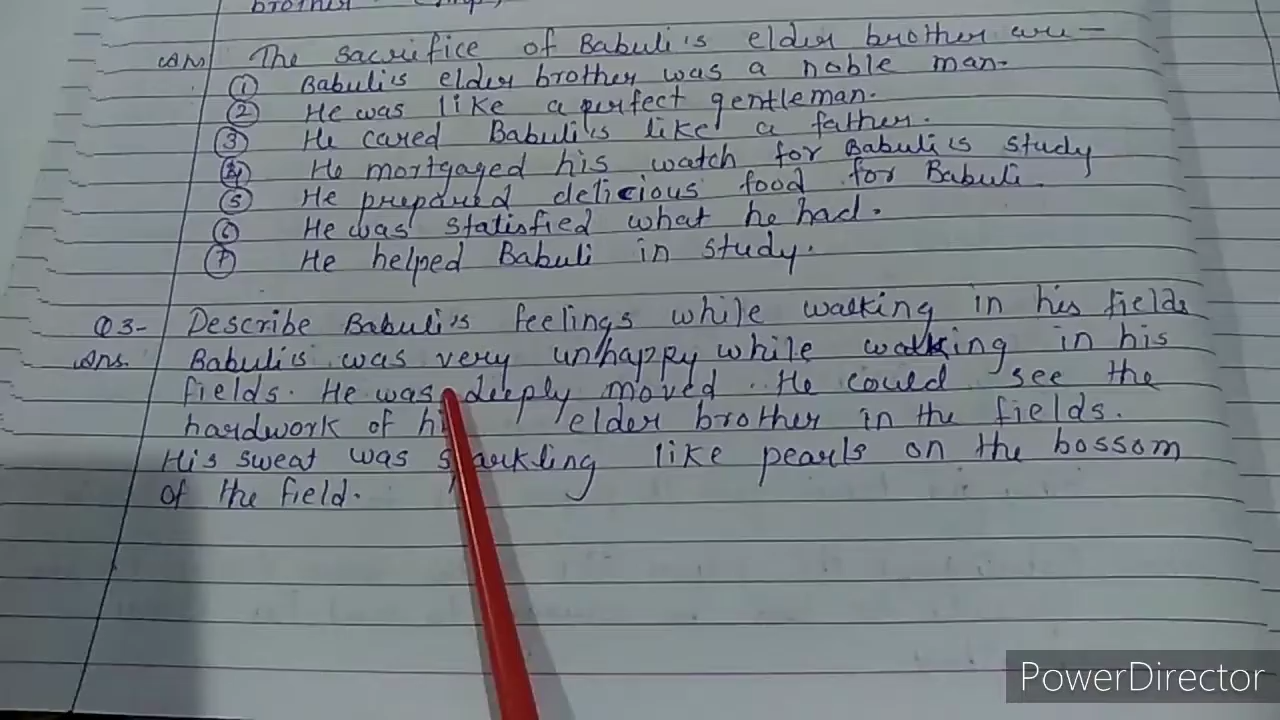 brother
Ans The sacrifice of Babuli's elder brother are —
① Babuli's elder brother was a noble man.
② He was like a perfect gentleman.
③ He cared Babuli's like a father.
④ He mortgaged his watch for Babuli's study
⑤ He prepared delicious food for Babuli.
⑥ He was statisfied what he had.
⑦ He helped Babuli in study.
Q3- Describe Babuli's feelings while walking in his fields
Ans. Babuli's was very unhappy while walking in his
fields. He was deeply moved. He could see the
hardwork of elder brother in the fields.
His sweat was sparkling like pearls on the bossom
of the field.
PowerDirector